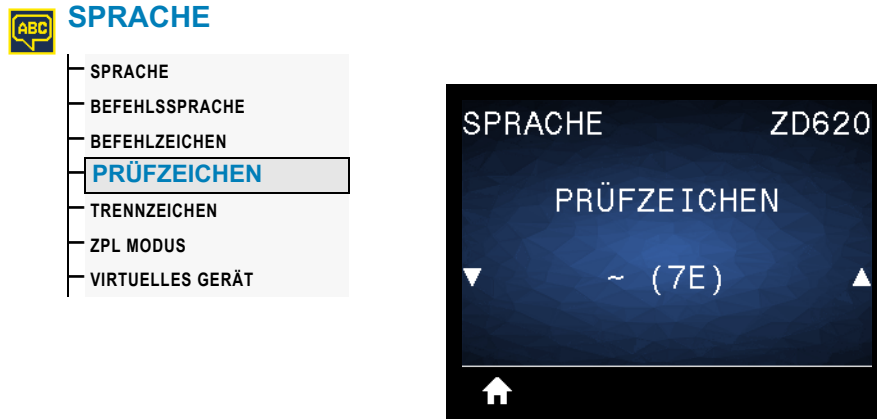 ABC
SPRACHE
SPRACHE
BEFEHLSSPRACHE
BEFEHLZEICHEN
PRÜFZEICHEN
TRENNZEICHEN
ZPL MODUS
VIRTUELLES GERÄT
SPRACHE ZD620
PRÜFZEICHEN
~ (7E)